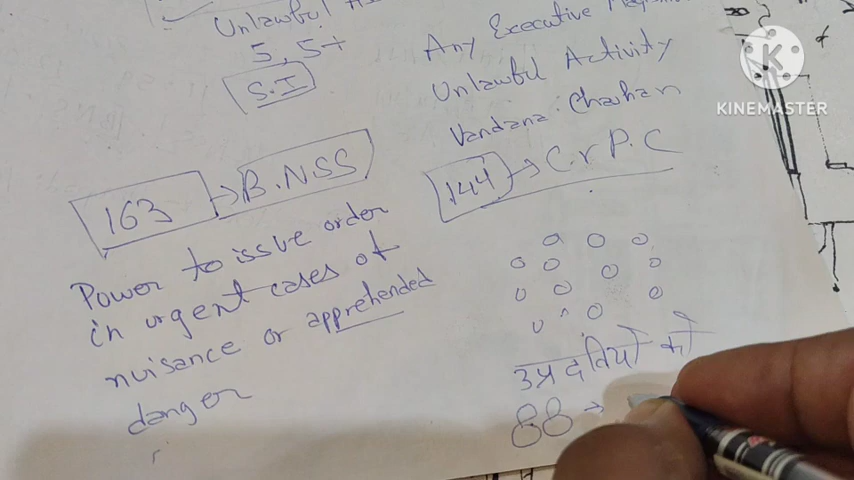 Unlawful
5, 5+
S.I
Any Executive
Unlawful Activity
Vandana Chauhan
163 → B.NSS
144 → C.r P.C
Power to issue order
in urgent cases of
nuisance or apprehended
danger
88 →
K
KINEMASTER